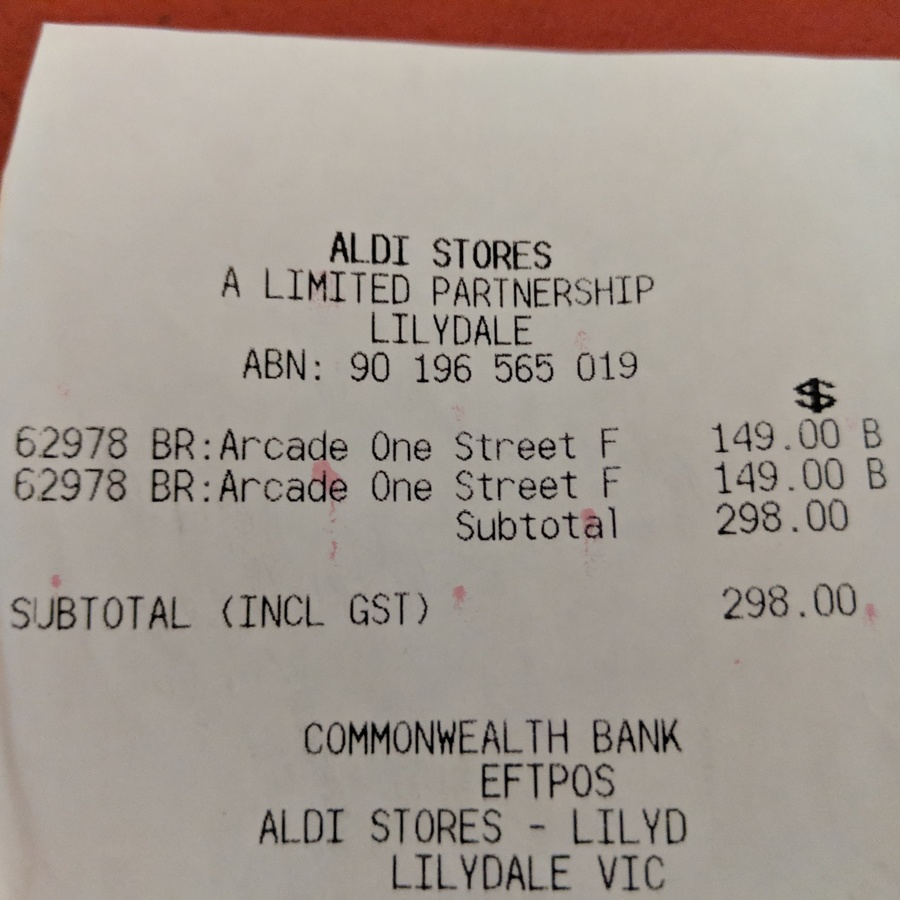 ALDI STORES
A LIMITED PARTNERSHIP
LILYDALE
ABN: 90 196 565 019
$
62978 BR:Arcade One Street F 149.00 B
62978 BR:Arcade One Street F 149.00 B
Subtotal 298.00
SUBTOTAL (INCL GST) 298.00
COMMONWEALTH BANK
EFTPOS
ALDI STORES - LILYD
LILYDALE VIC